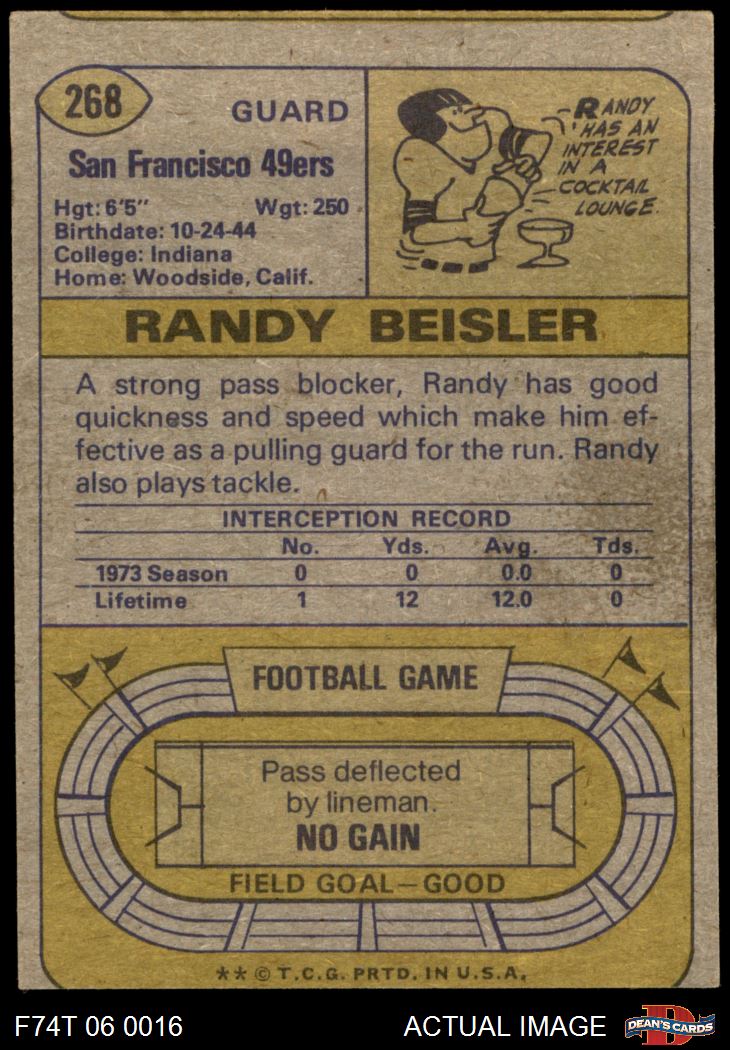 268
GUARD
San Francisco 49ers
Hgt: 6'5" Wgt: 250
Birthdate: 10-24-44
College: Indiana
Home: Woodside, Calif.
RANDY
HAS AN
INTEREST
IN A
COCKTAIL
LOUNGE.
RANDY BEISLER
A strong pass blocker, Randy has good
quickness and speed which make him ef-
fective as a pulling guard for the run. Randy
also plays tackle.
INTERCEPTION RECORD
No. Yds. Avg. Tds.
1973 Season 0 0 0.0 0
Lifetime 1 12 12.0 0
FOOTBALL GAME
Pass deflected
by lineman.
NO GAIN
FIELD GOAL—GOOD
** © T.C.G. PRTD. IN U.S.A.
F74T 06 0016 ACTUAL IMAGE D DEAN'S CARDS